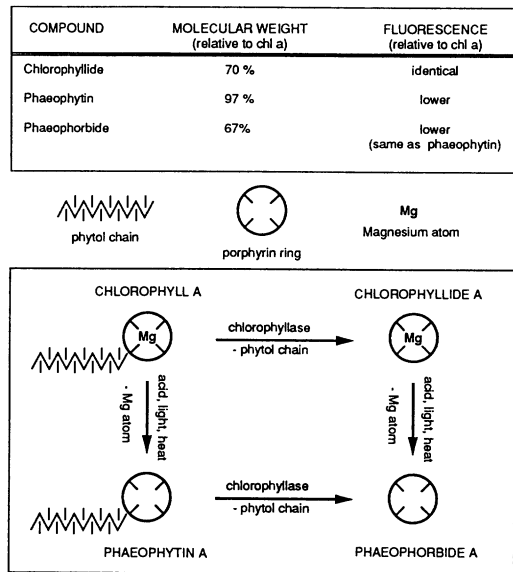 COMPOUND MOLECULAR WEIGHT FLUORESCENCE
(relative to chl a) (relative to chl a)
Chlorophyllide 70 % identical
Phaeophytin 97 % lower
Phaeophorbide 67% lower
(same as phaeophytin)
phytol chain
porphyrin ring
Mg
Magnesium atom
CHLOROPHYLL A
CHLOROPHYLLIDE A
Mg
chlorophyllase
- phytol chain
Mg
acid, light, heat
- Mg atom
acid, light, heat
- Mg atom
chlorophyllase
- phytol chain
PHAEOPHYTIN A
PHAEOPHORBIDE A